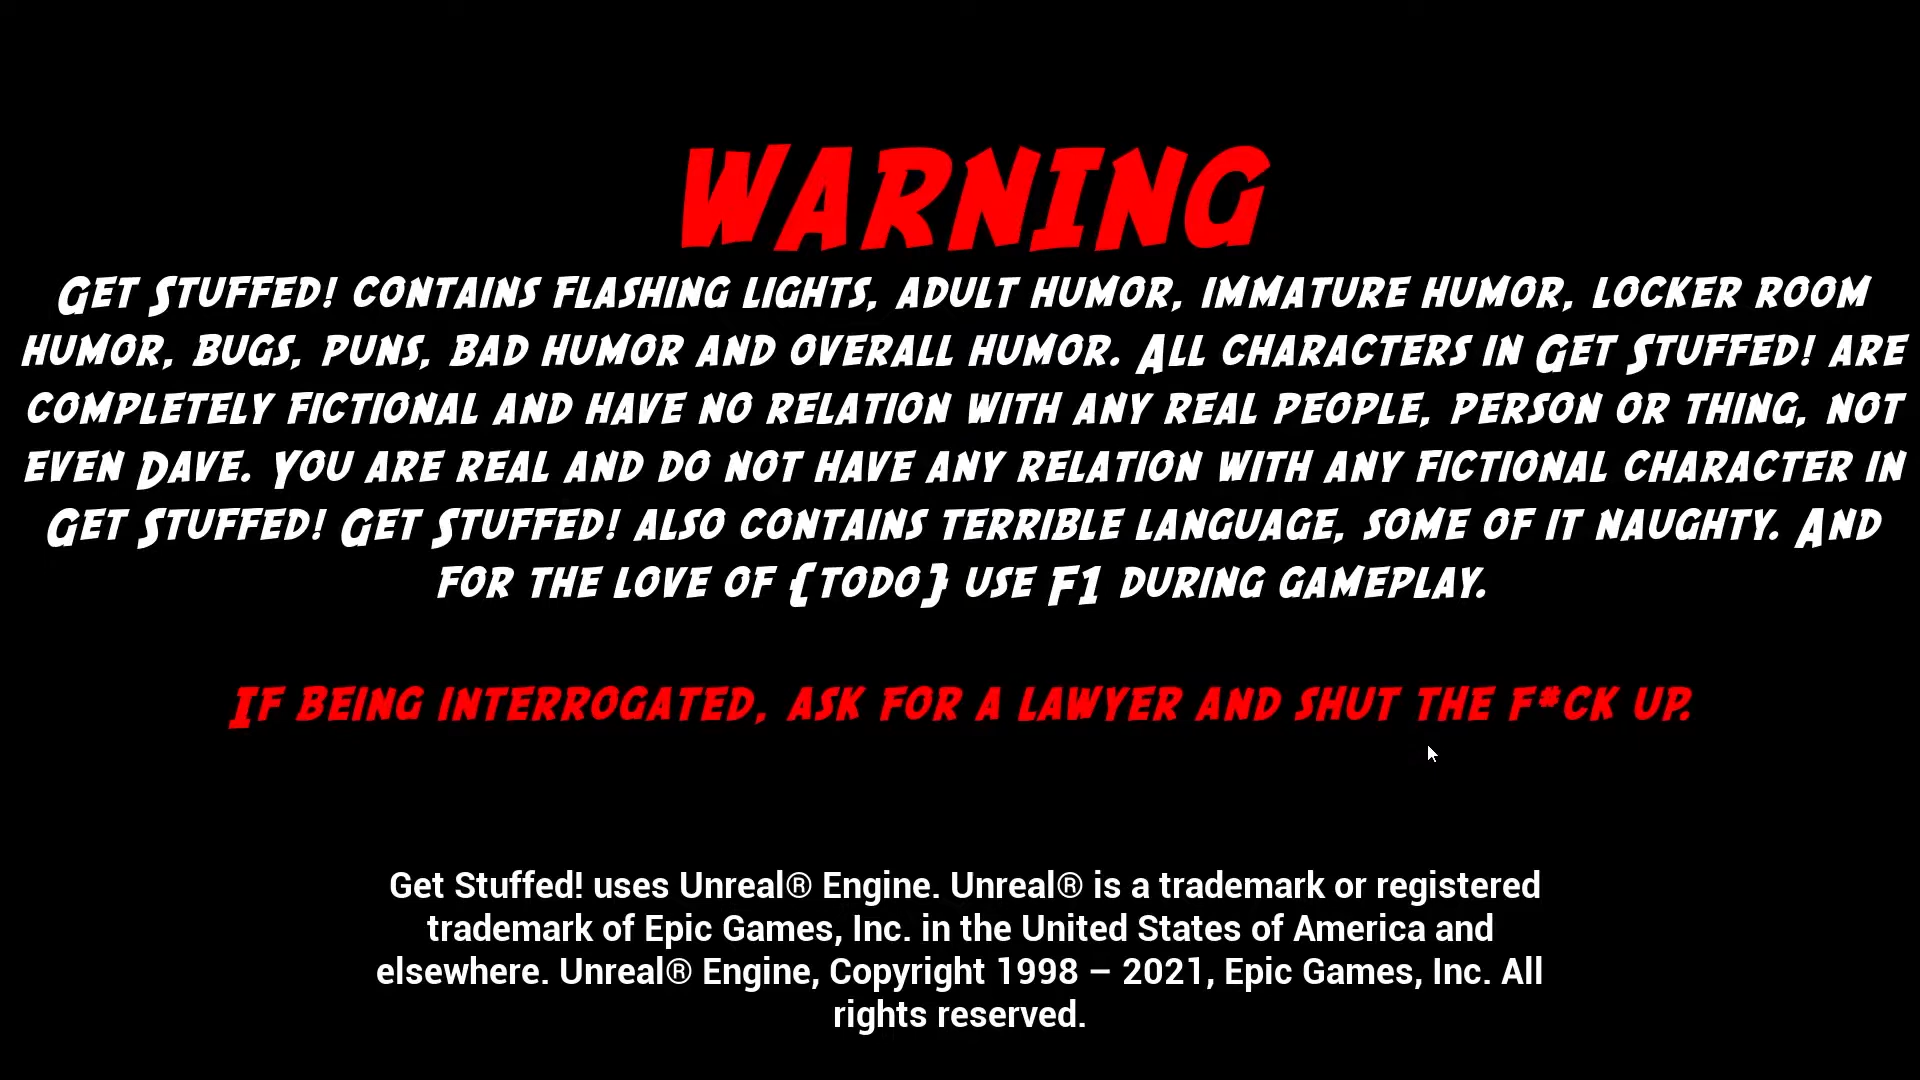 WARNING
GET STUFFED! CONTAINS FLASHING LIGHTS, ADULT HUMOR, IMMATURE HUMOR, LOCKER ROOM
HUMOR, BUGS, PUNS, BAD HUMOR AND OVERALL HUMOR. ALL CHARACTERS IN GET STUFFED! ARE
COMPLETELY FICTIONAL AND HAVE NO RELATION WITH ANY REAL PEOPLE, PERSON OR THING, NOT
EVEN DAVE. YOU ARE REAL AND DO NOT HAVE ANY RELATION WITH ANY FICTIONAL CHARACTER IN
GET STUFFED! GET STUFFED! ALSO CONTAINS TERRIBLE LANGUAGE, SOME OF IT NAUGHTY. AND
FOR THE LOVE OF {TODO} USE F1 DURING GAMEPLAY.
IF BEING INTERROGATED, ASK FOR A LAWYER AND SHUT THE F*CK UP.
Get Stuffed! uses Unreal® Engine. Unreal® is a trademark or registered
trademark of Epic Games, Inc. in the United States of America and
elsewhere. Unreal® Engine, Copyright 1998 – 2021, Epic Games, Inc. All
rights reserved.